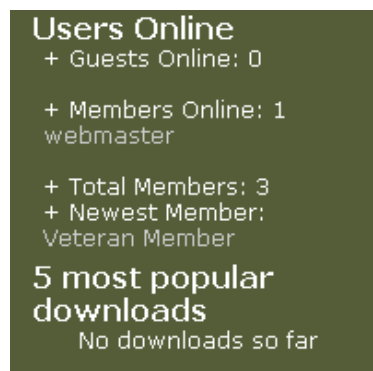 Users Online
+ Guests Online: 0
+ Members Online: 1
webmaster
+ Total Members: 3
+ Newest Member:
Veteran Member
5 most popular
downloads
No downloads so far